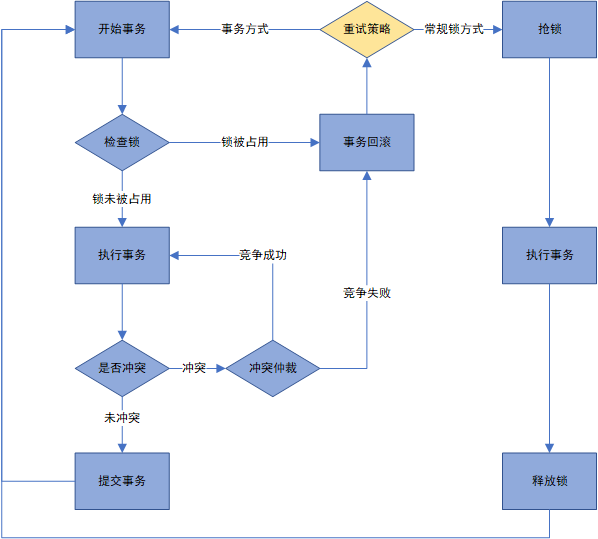 开始事务
事务方式
重试策略
常规锁方式
抢锁
检查锁
锁被占用
事务回滚
锁未被占用
执行事务
竞争成功
执行事务
竞争失败
是否冲突
冲突
冲突仲裁
未冲突
提交事务
释放锁